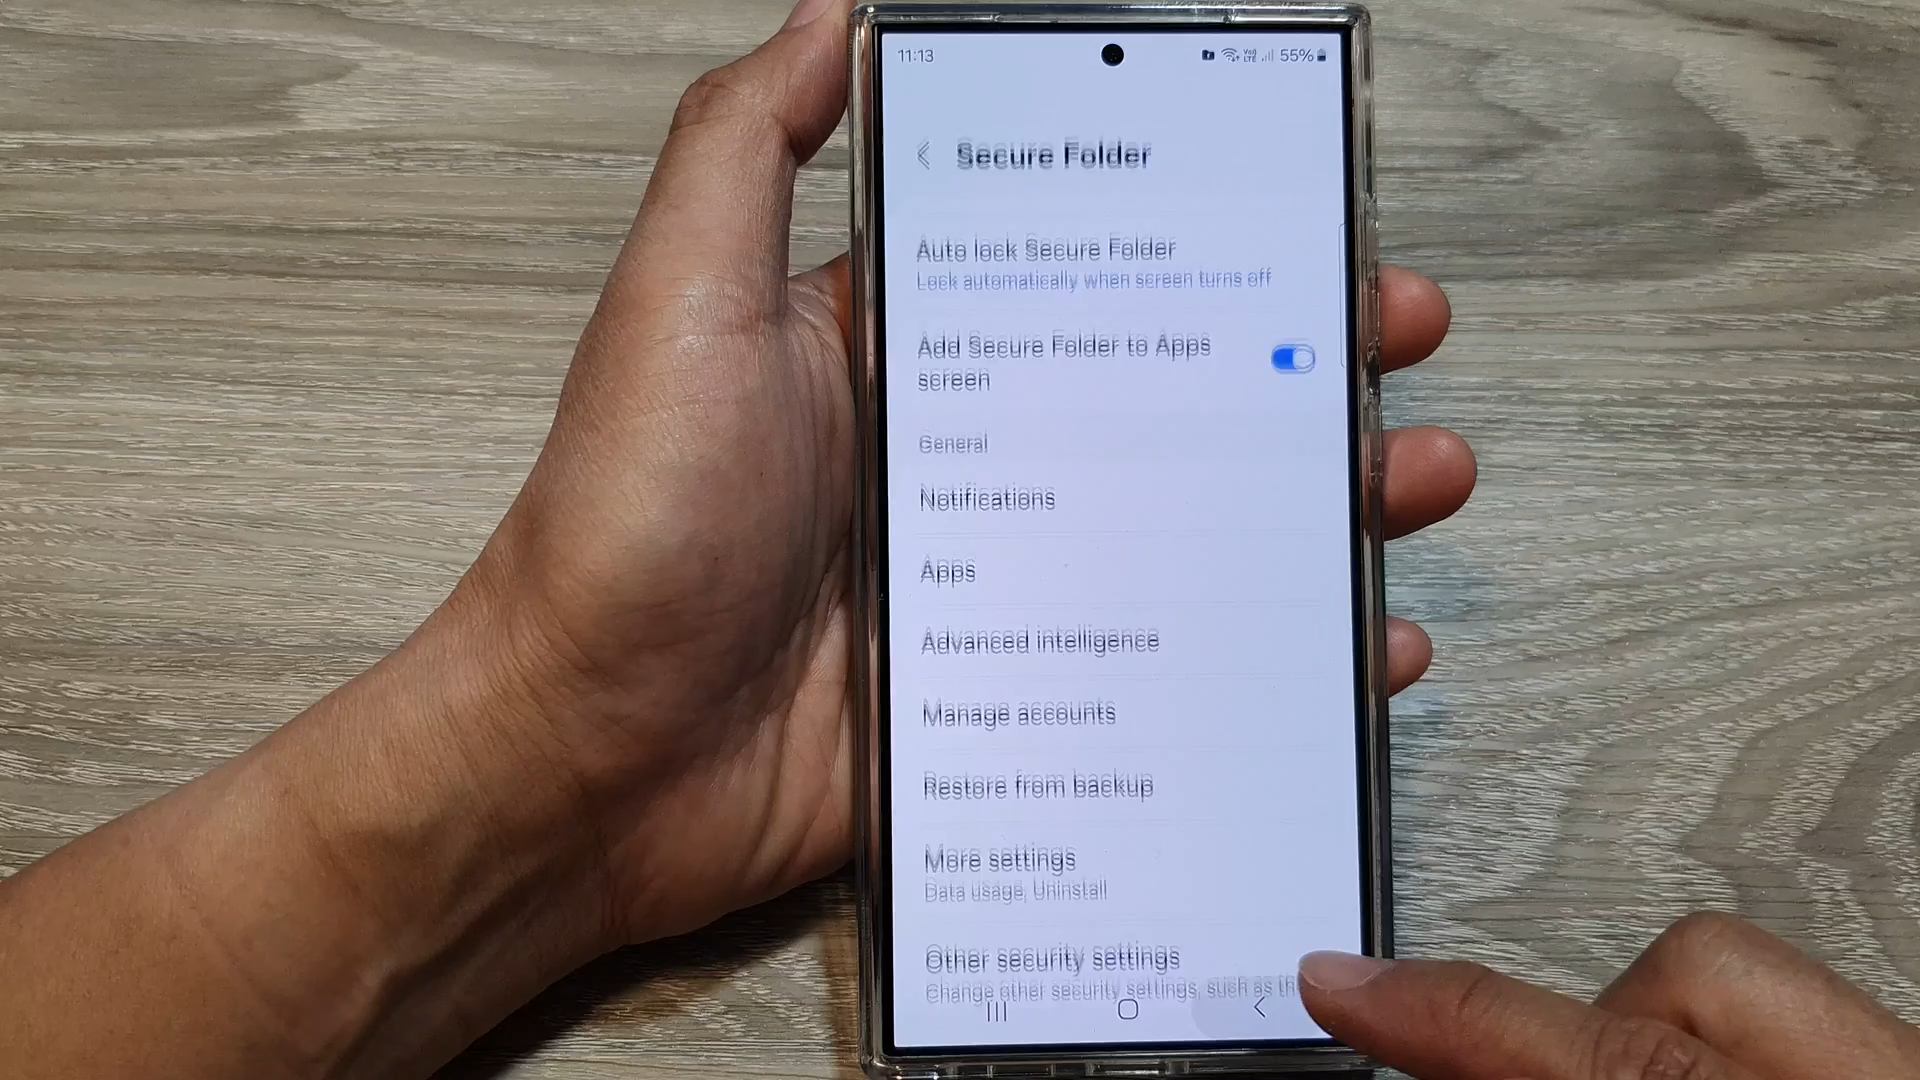 11:13
Vo)) LTE 55%
Secure Folder
Auto lock Secure Folder
Lock automatically when screen turns off
Add Secure Folder to Apps
screen
General
Notifications
Apps
Advanced intelligence
Manage accounts
Restore from backup
More settings
Data usage, Uninstall
Other security settings
Change other security settings, such as